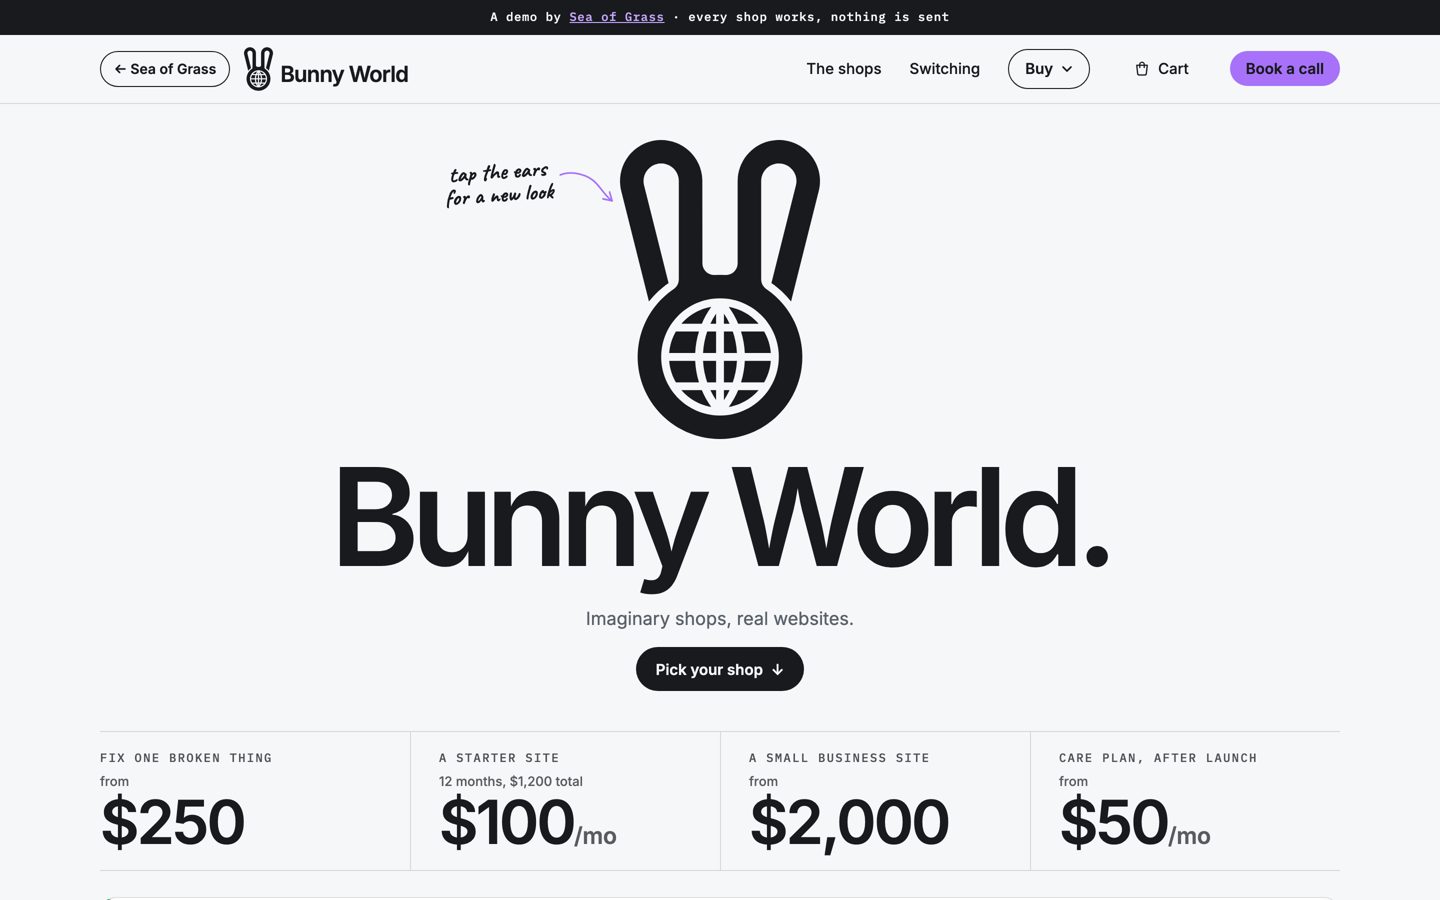 A demo by Sea of Grass · every shop works, nothing is sent
← Sea of Grass
Bunny World
The shops
Switching
Buy
Cart
Book a call
tap the ears
for a new look
Bunny World.
Imaginary shops, real websites.
Pick your shop ↓
FIX ONE BROKEN THING
from
$250
A STARTER SITE
12 months, $1,200 total
$100/mo
A SMALL BUSINESS SITE
from
$2,000
CARE PLAN, AFTER LAUNCH
from
$50/mo